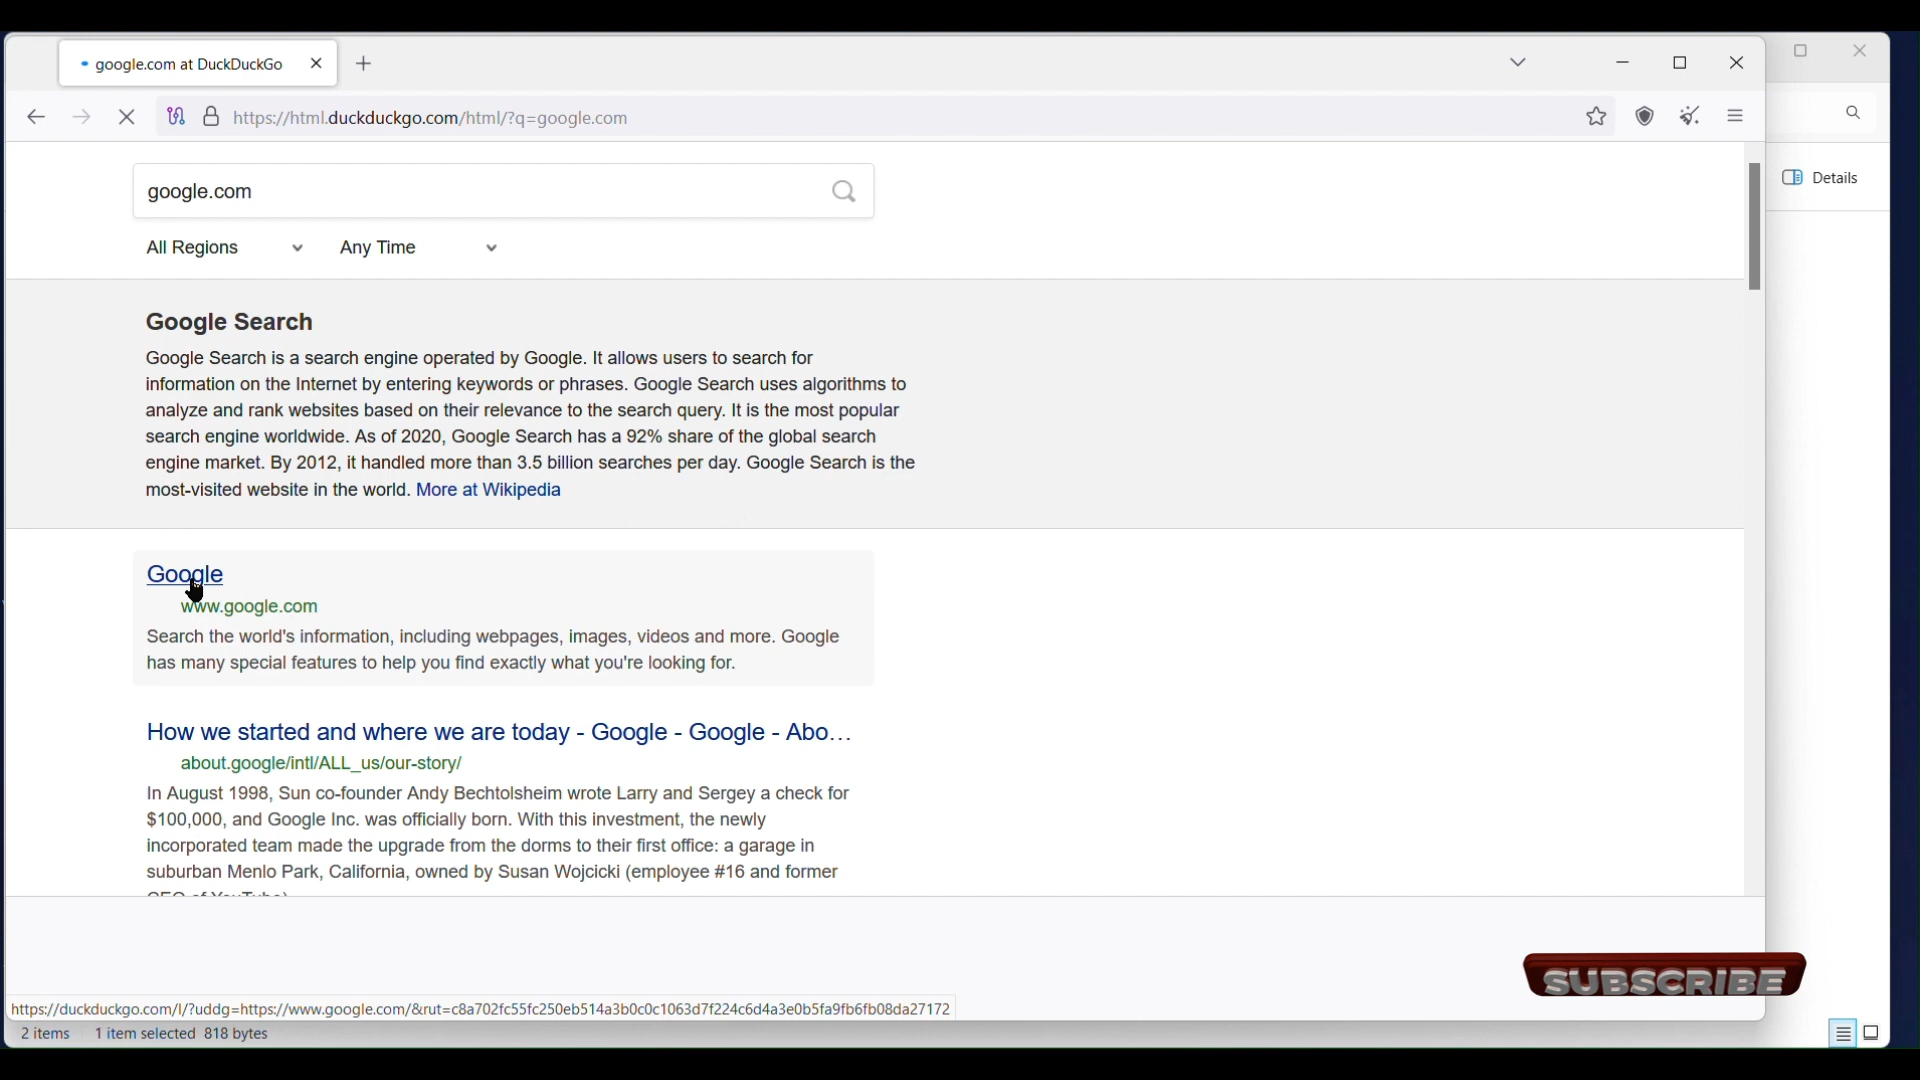 google.com at DuckDuckGo
https://html.duckduckgo.com/html/?q=google.com
Details
google.com
All Regions Any Time
Google Search
Google Search is a search engine operated by Google. It allows users to search for
information on the Internet by entering keywords or phrases. Google Search uses algorithms to
analyze and rank websites based on their relevance to the search query. It is the most popular
search engine worldwide. As of 2020, Google Search has a 92% share of the global search
engine market. By 2012, it handled more than 3.5 billion searches per day. Google Search is the
most-visited website in the world. More at Wikipedia
Google
www.google.com
Search the world's information, including webpages, images, videos and more. Google
has many special features to help you find exactly what you're looking for.
How we started and where we are today - Google - Google - Abo...
about.google/intl/ALL_us/our-story/
In August 1998, Sun co-founder Andy Bechtolsheim wrote Larry and Sergey a check for
$100,000, and Google Inc. was officially born. With this investment, the newly
incorporated team made the upgrade from the dorms to their first office: a garage in
suburban Menlo Park, California, owned by Susan Wojcicki (employee #16 and former
CEO of YouTube)
SUBSCRIBE
https://duckduckgo.com/l/?uddg=https://www.google.com/&rut=c8a702fc55fc250eb514a3b0c0c1063d7f224c6d4a3e0b5fa9fb6fb08da27172
2 items 1 item selected 818 bytes